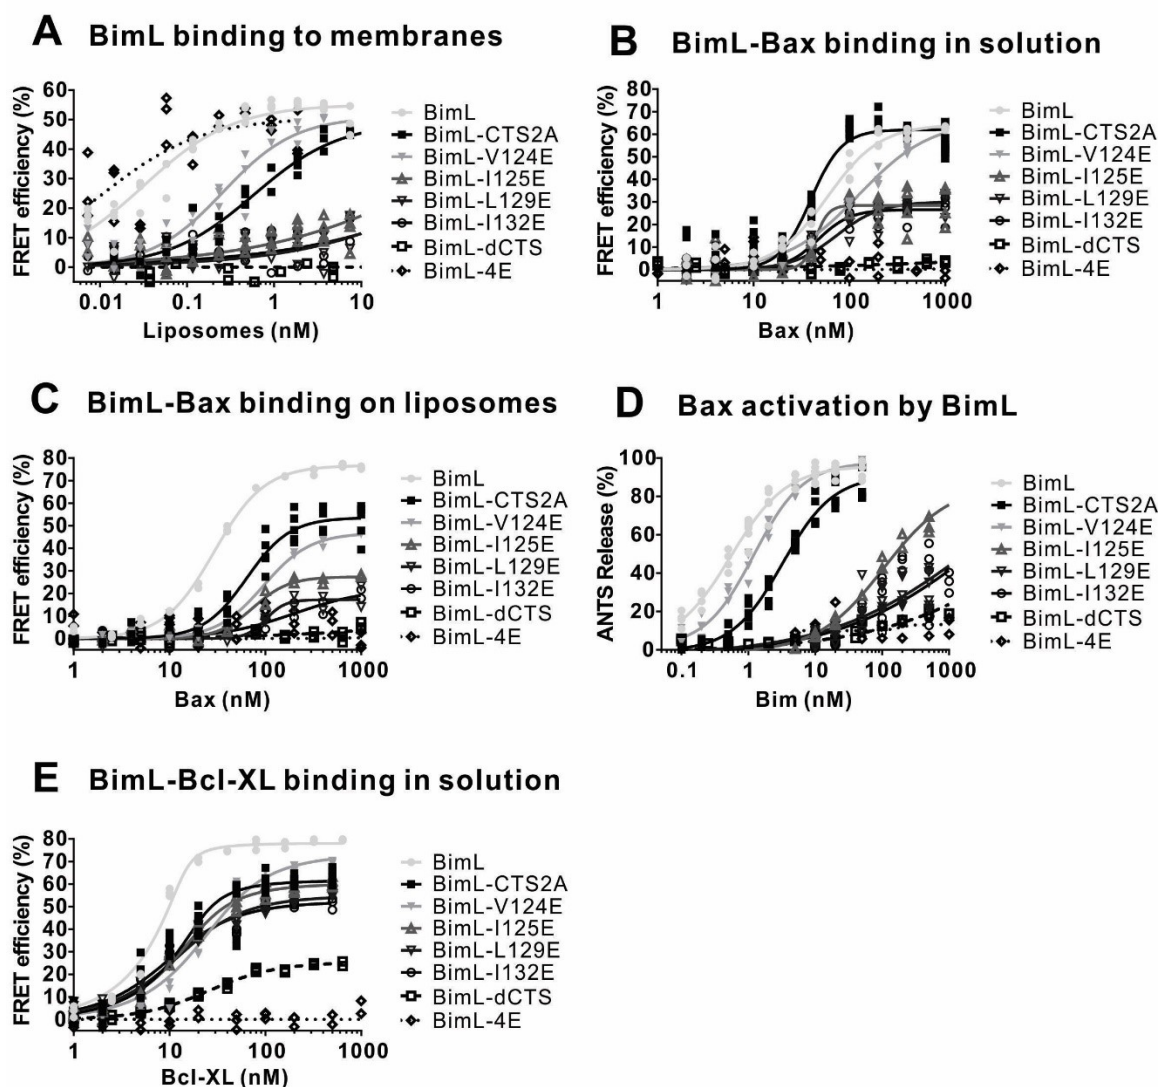 A BimL binding to membranes
FRET efficiency (%)
60
50
40
30
20
10
0
0.01 0.1 1 10
Liposomes (nM)
BimL
BimL-CTS2A
BimL-V124E
BimL-I125E
BimL-L129E
BimL-I132E
BimL-dCTS
BimL-4E
B BimL-Bax binding in solution
FRET efficiency (%)
80
70
60
50
40
30
20
10
0
1 10 100 1000
Bax (nM)
BimL
BimL-CTS2A
BimL-V124E
BimL-I125E
BimL-L129E
BimL-I132E
BimL-dCTS
BimL-4E
C BimL-Bax binding on liposomes
FRET efficiency (%)
80
70
60
50
40
30
20
10
0
1 10 100 1000
Bax (nM)
BimL
BimL-CTS2A
BimL-V124E
BimL-I125E
BimL-L129E
BimL-I132E
BimL-dCTS
BimL-4E
D Bax activation by BimL
ANTS Release (%)
100
80
60
40
20
0
0.1 1 10 100 1000
Bim (nM)
BimL
BimL-CTS2A
BimL-V124E
BimL-I125E
BimL-L129E
BimL-I132E
BimL-dCTS
BimL-4E
E BimL-Bcl-XL binding in solution
FRET efficiency (%)
80
70
60
50
40
30
20
10
0
1 10 100 1000
Bcl-XL (nM)
BimL
BimL-CTS2A
BimL-V124E
BimL-I125E
BimL-L129E
BimL-I132E
BimL-dCTS
BimL-4E